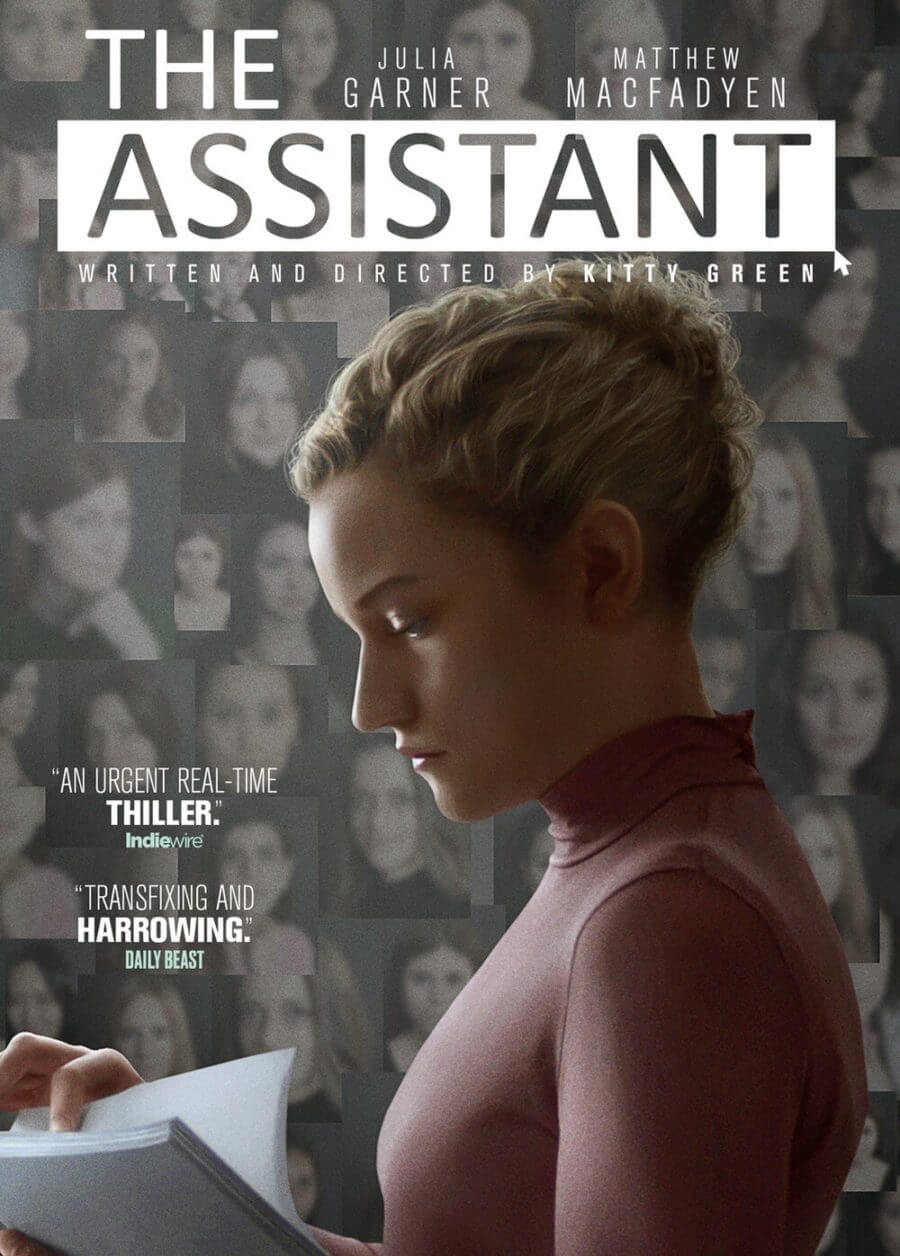 THE
JULIA
GARNER
MATTHEW
MACFADYEN
ASSISTANT
WRITTEN AND DIRECTED BY KITTY GREEN
“AN URGENT REAL-TIME
THILLER.”
Indiewire
“TRANSFIXING AND
HARROWING.”
DAILY BEAST